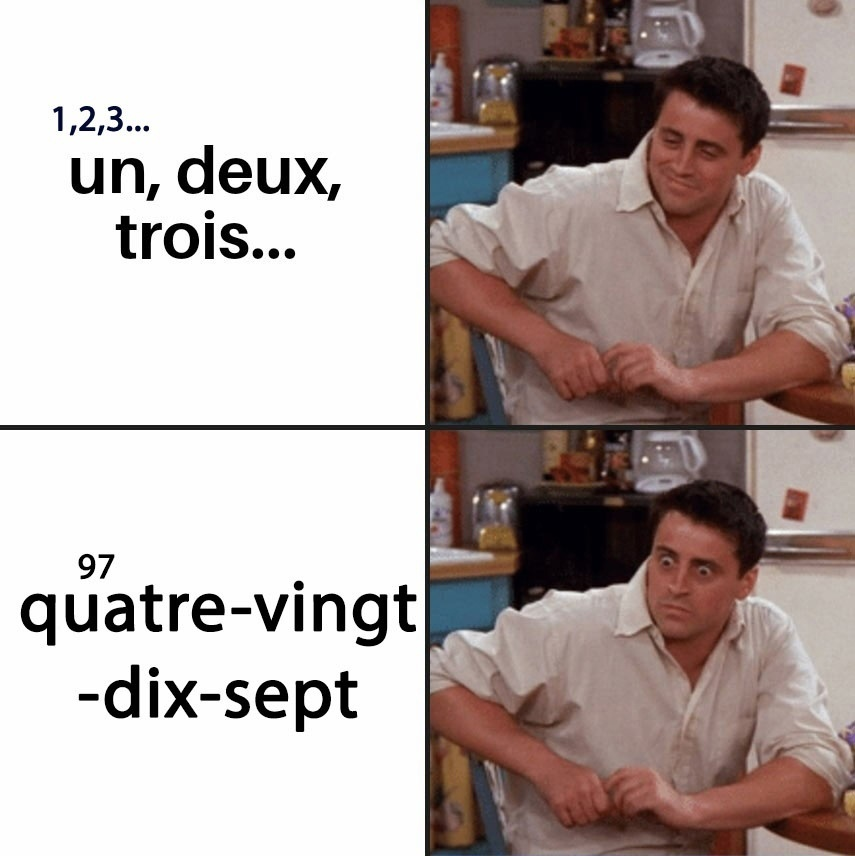 1,2,3...
un, deux,
trois...
97
quatre-vingt
-dix-sept